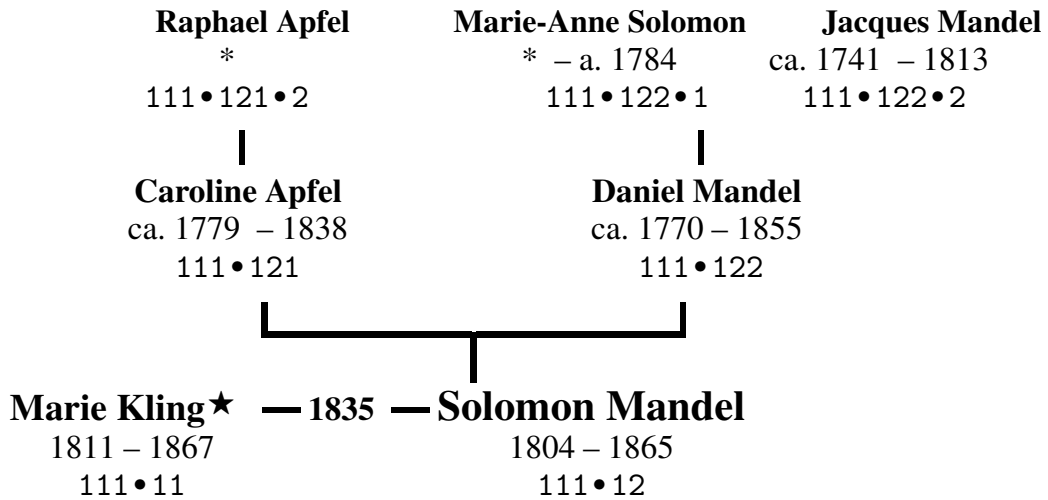 Raphael Apfel Marie-Anne Solomon Jacques Mandel
* * – a. 1784 ca. 1741 – 1813
111•121•2 111•122•1 111•122•2
Caroline Apfel Daniel Mandel
ca. 1779 – 1838 ca. 1770 – 1855
111•121 111•122
Marie Kling★ 1835 Solomon Mandel
1811 – 1867 1804 – 1865
111•11 111•12